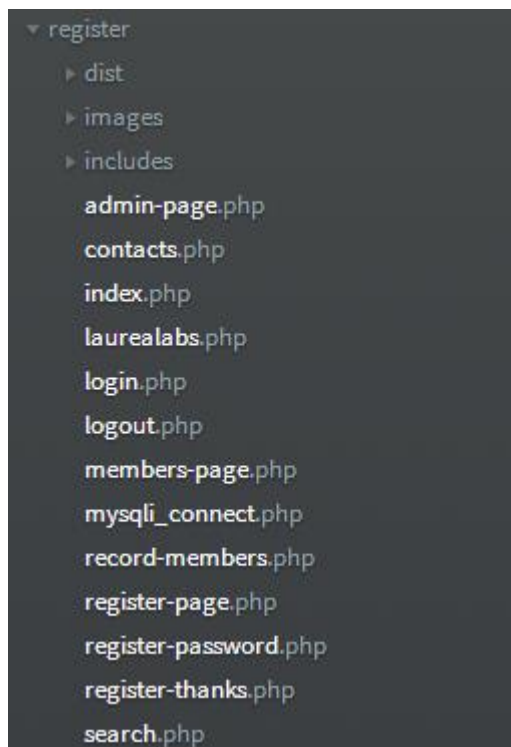 register
dist
images
includes
admin-page.php
contacts.php
index.php
laurealabs.php
login.php
logout.php
members-page.php
mysqli_connect.php
record-members.php
register-page.php
register-password.php
register-thanks.php
search.php